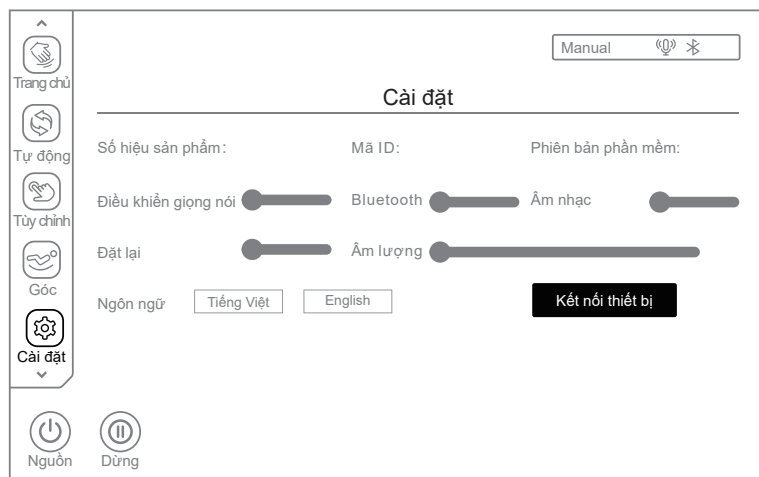 Manual
Trang chủ
Tự động
Tùy chỉnh
Góc
Cài đặt
Nguồn
Dừng
Cài đặt
Số hiệu sản phẩm: Mã ID: Phiên bản phần mềm:
Điều khiển giọng nói Bluetooth Âm nhạc
Đặt lại Âm lượng
Ngôn ngữ Tiếng Việt English Kết nối thiết bị